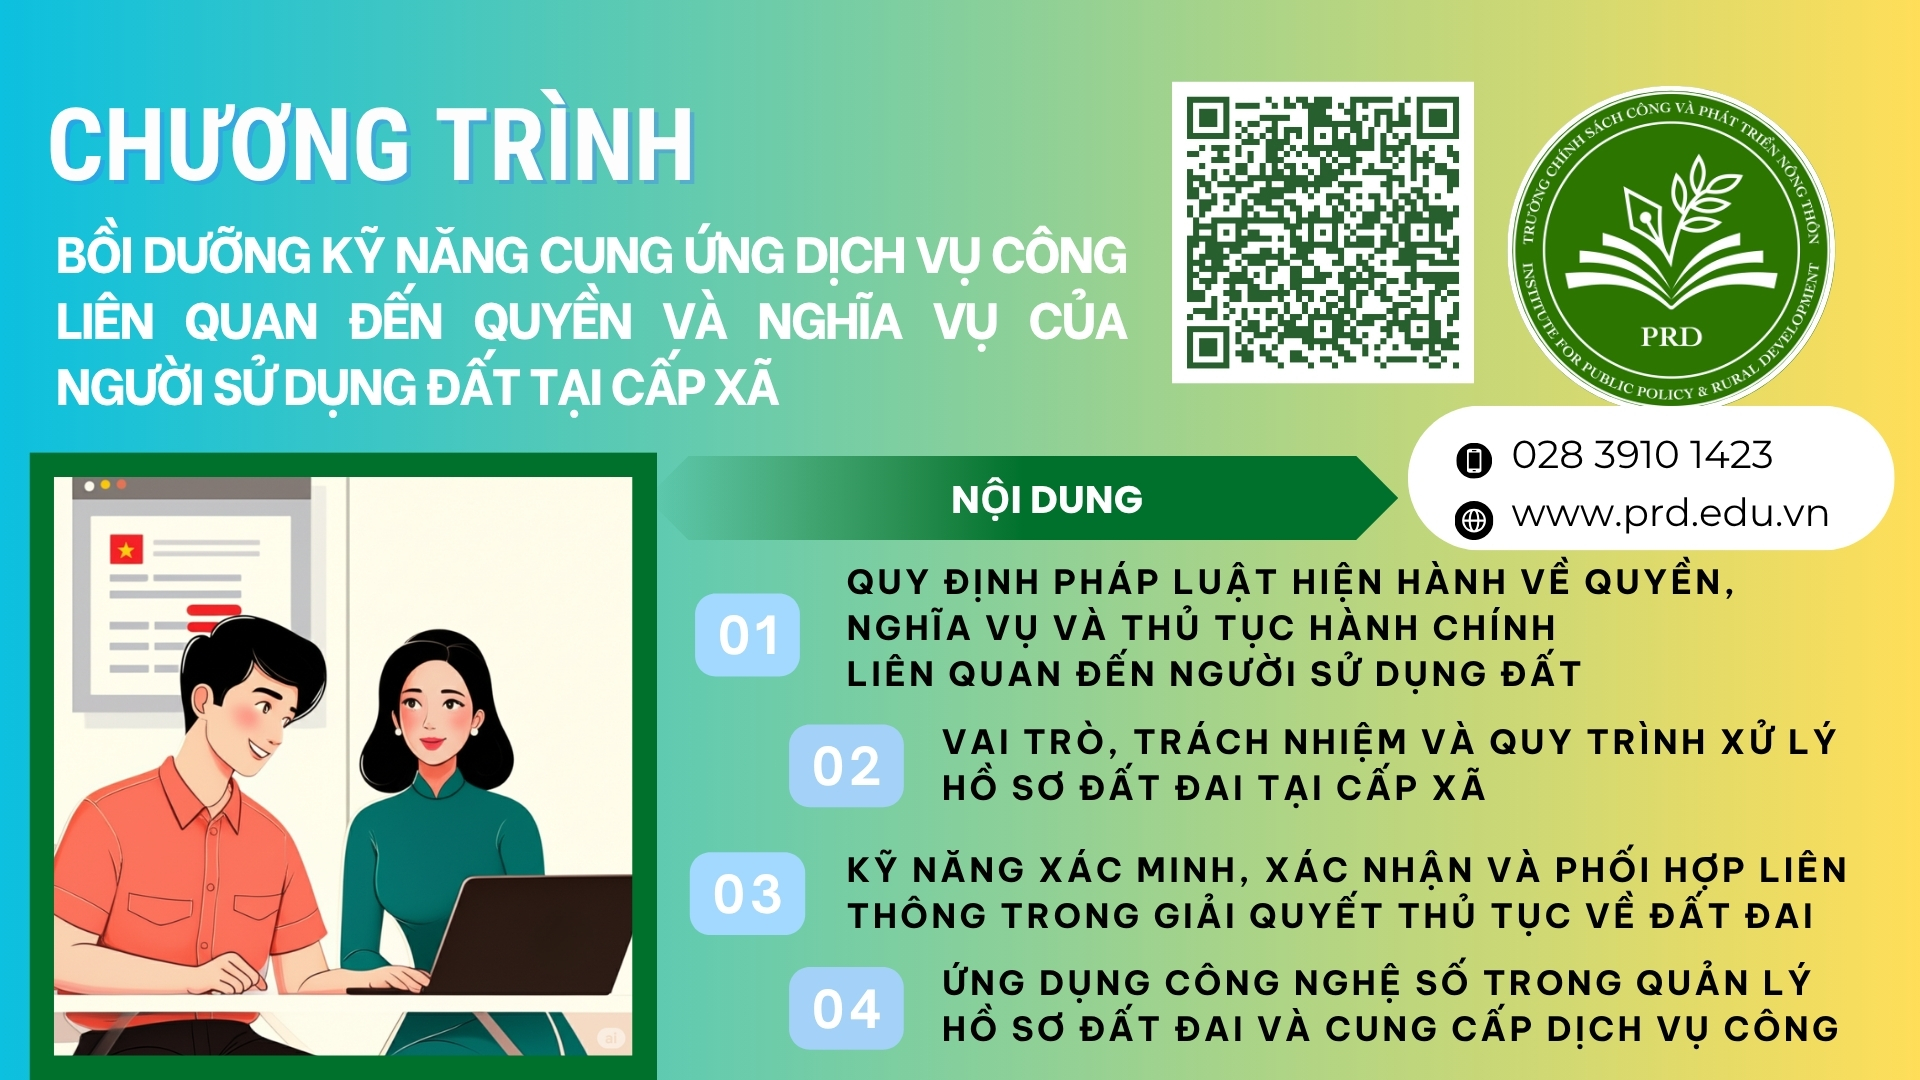 CHƯƠNG TRÌNH
BỒI DƯỠNG KỸ NĂNG CUNG ỨNG DỊCH VỤ CÔNG
LIÊN QUAN ĐẾN QUYỀN VÀ NGHĨA VỤ CỦA
NGƯỜI SỬ DỤNG ĐẤT TẠI CẤP XÃ
TRƯỜNG CHÍNH SÁCH CÔNG VÀ PHÁT TRIỂN NÔNG THÔN
PRD
INSTITUTE FOR PUBLIC POLICY & RURAL DEVELOPMENT
028 3910 1423
www.prd.edu.vn
NỘI DUNG
01
QUY ĐỊNH PHÁP LUẬT HIỆN HÀNH VỀ QUYỀN,
NGHĨA VỤ VÀ THỦ TỤC HÀNH CHÍNH
LIÊN QUAN ĐẾN NGƯỜI SỬ DỤNG ĐẤT
02
VAI TRÒ, TRÁCH NHIỆM VÀ QUY TRÌNH XỬ LÝ
HỒ SƠ ĐẤT ĐAI TẠI CẤP XÃ
03
KỸ NĂNG XÁC MINH, XÁC NHẬN VÀ PHỐI HỢP LIÊN
THÔNG TRONG GIẢI QUYẾT THỦ TỤC VỀ ĐẤT ĐAI
04
ỨNG DỤNG CÔNG NGHỆ SỐ TRONG QUẢN LÝ
HỒ SƠ ĐẤT ĐAI VÀ CUNG CẤP DỊCH VỤ CÔNG
ai